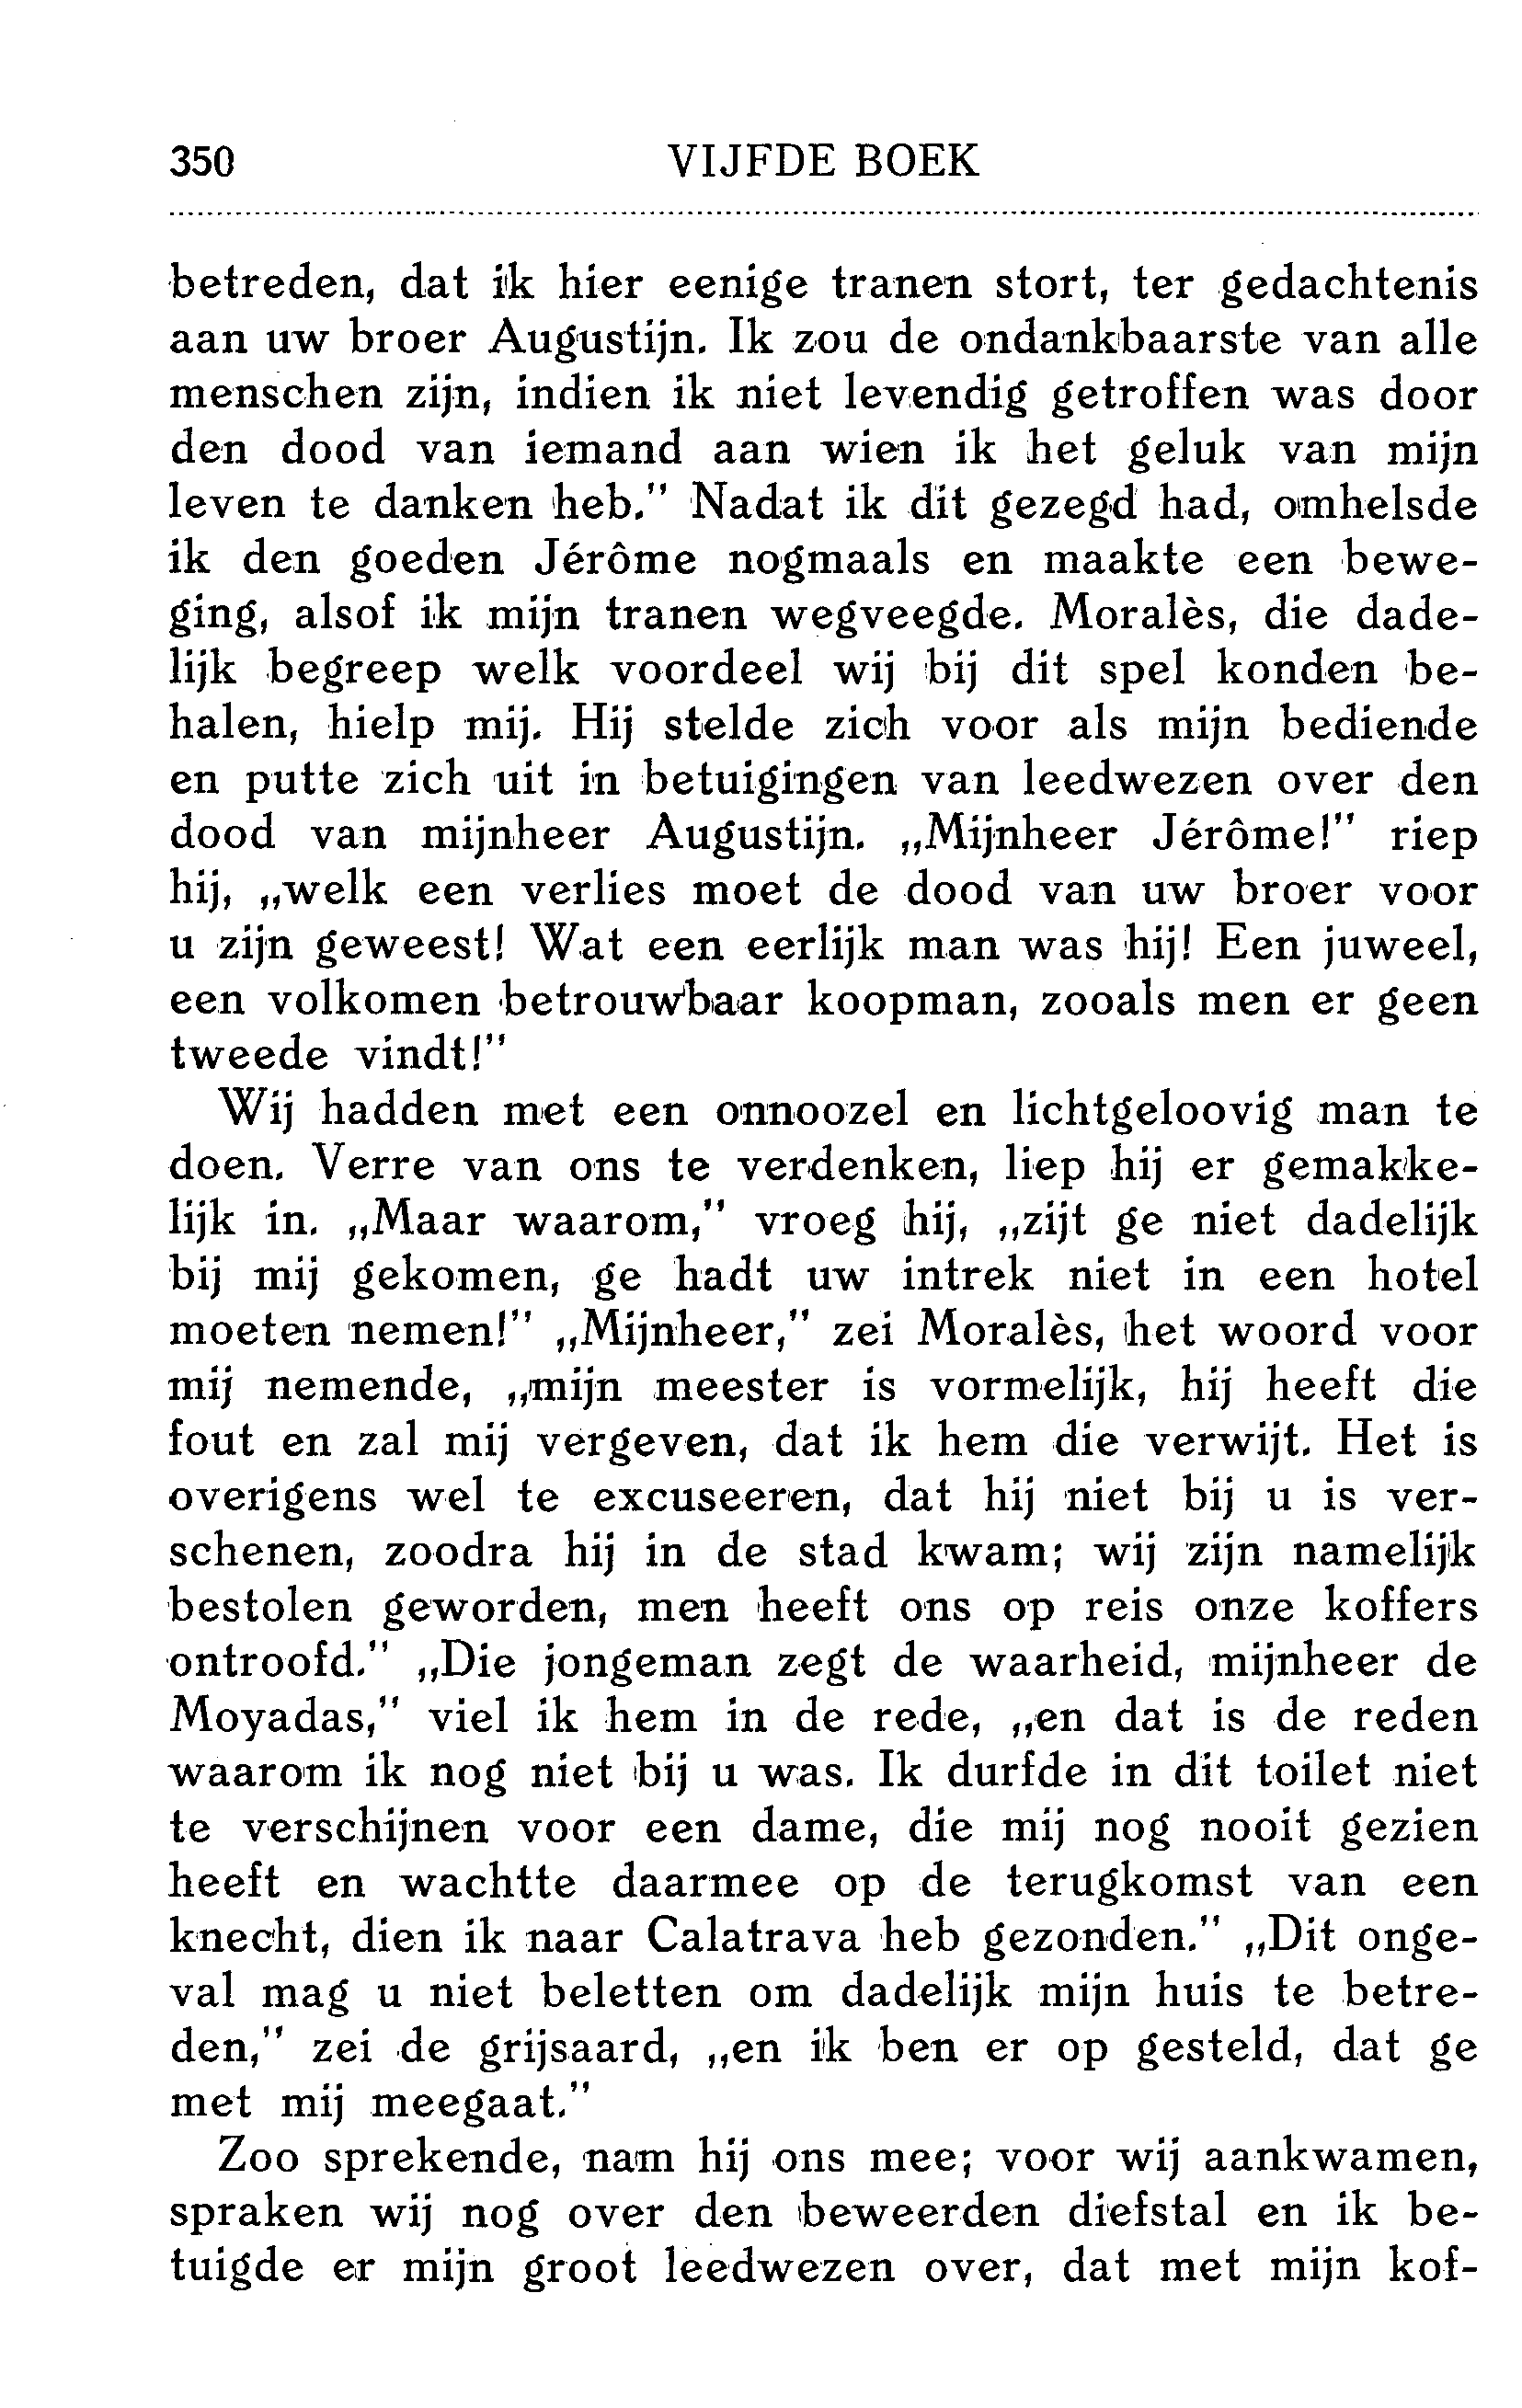 350 VIJFDE BOEK
betreden, dat ik hier eenige tranen stort, ter gedachtenis
aan uw broer Augustijn. Ik zou de ondankbaarste van alle
menschen zijn, indien ik niet levendig getroffen was door
den dood van iemand aan wien ik het geluk van mijn
leven te danken heb.” Nadat ik dit gezegd had, omhelsde
ik den goeden Jérôme nogmaals en maakte een bewe-
ging, alsof ik mijn tranen wegveegde. Moralès, die dade-
lijk begreep welk voordeel wij bij dit spel konden be-
halen, hielp mij. Hij stelde zich voor als mijn bediende
en putte zich uit in betuigingen van leedwezen over den
dood van mijnheer Augustijn. „Mijnheer Jérôme!” riep
hij, „welk een verlies moet de dood van uw broer voor
u zijn geweest! Wat een eerlijk man was hij! Een juweel,
een volkomen betrouwbaar koopman, zooals men er geen
tweede vindt!”
Wij hadden met een onnoozel en lichtgeloovig man te
doen. Verre van ons te verdenken, liep hij er gemakke-
lijk in. „Maar waarom,” vroeg hij, „zijt ge niet dadelijk
bij mij gekomen, ge hadt uw intrek niet in een hotel
moeten nemen!” „Mijnheer,” zei Moralès, het woord voor
mij nemende, „mijn meester is vormelijk, hij heeft die
fout en zal mij vergeven, dat ik hem die verwijt. Het is
overigens wel te excuseeren, dat hij niet bij u is ver-
schenen, zoodra hij in de stad kwam; wij zijn namelijk
bestolen geworden, men heeft ons op reis onze koffers
ontroofd.” „Die jongeman zegt de waarheid, mijnheer de
Moyadas,” viel ik hem in de rede, „en dat is de reden
waarom ik nog niet bij u was. Ik durfde in dit toilet niet
te verschijnen voor een dame, die mij nog nooit gezien
heeft en wachtte daarmee op de terugkomst van een
knecht, dien ik naar Calatrava heb gezonden.” „Dit onge-
val mag u niet beletten om dadelijk mijn huis te betre-
den,” zei de grijsaard, „en ik ben er op gesteld, dat ge
met mij meegaat.”
Zoo sprekende, nam hij ons mee; voor wij aankwamen,
spraken wij nog over den beweerden diefstal en ik be-
tuigde er mijn groot leedwezen over, dat met mijn kof-